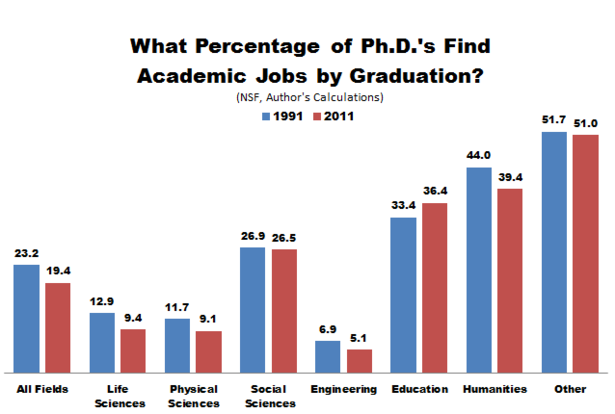 What Percentage of Ph.D.'s Find
Academic Jobs by Graduation?
(NSF, Author's Calculations)
1991 2011
23.2 19.4
12.9 9.4
11.7 9.1
26.9 26.5
6.9 5.1
33.4 36.4
44.0 39.4
51.7 51.0
All Fields
Life
Sciences
Physical
Sciences
Social
Sciences
Engineering
Education
Humanities
Other